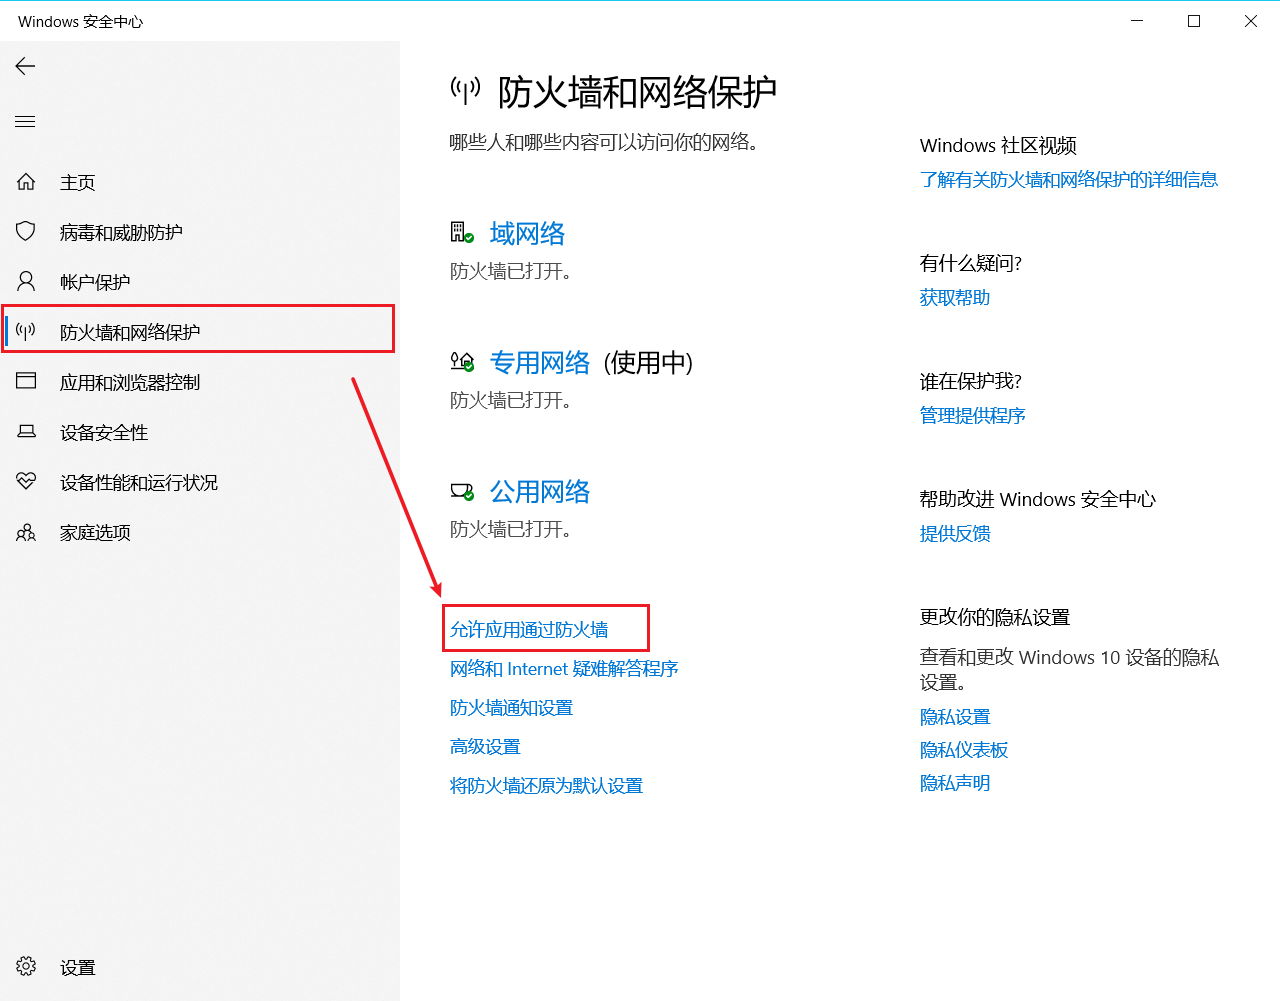 Windows 安全中心
主页
病毒和威胁防护
帐户保护
防火墙和网络保护
应用和浏览器控制
设备安全性
设备性能和运行状况
家庭选项
设置
防火墙和网络保护
哪些人和哪些内容可以访问你的网络。
域网络
防火墙已打开。
专用网络 (使用中)
防火墙已打开。
公用网络
防火墙已打开。
允许应用通过防火墙
网络和 Internet 疑难解答程序
防火墙通知设置
高级设置
将防火墙还原为默认设置
Windows 社区视频
了解有关防火墙和网络保护的详细信息
有什么疑问?
获取帮助
谁在保护我?
管理提供程序
帮助改进 Windows 安全中心
提供反馈
更改你的隐私设置
查看和更改 Windows 10 设备的隐私
设置。
隐私设置
隐私仪表板
隐私声明